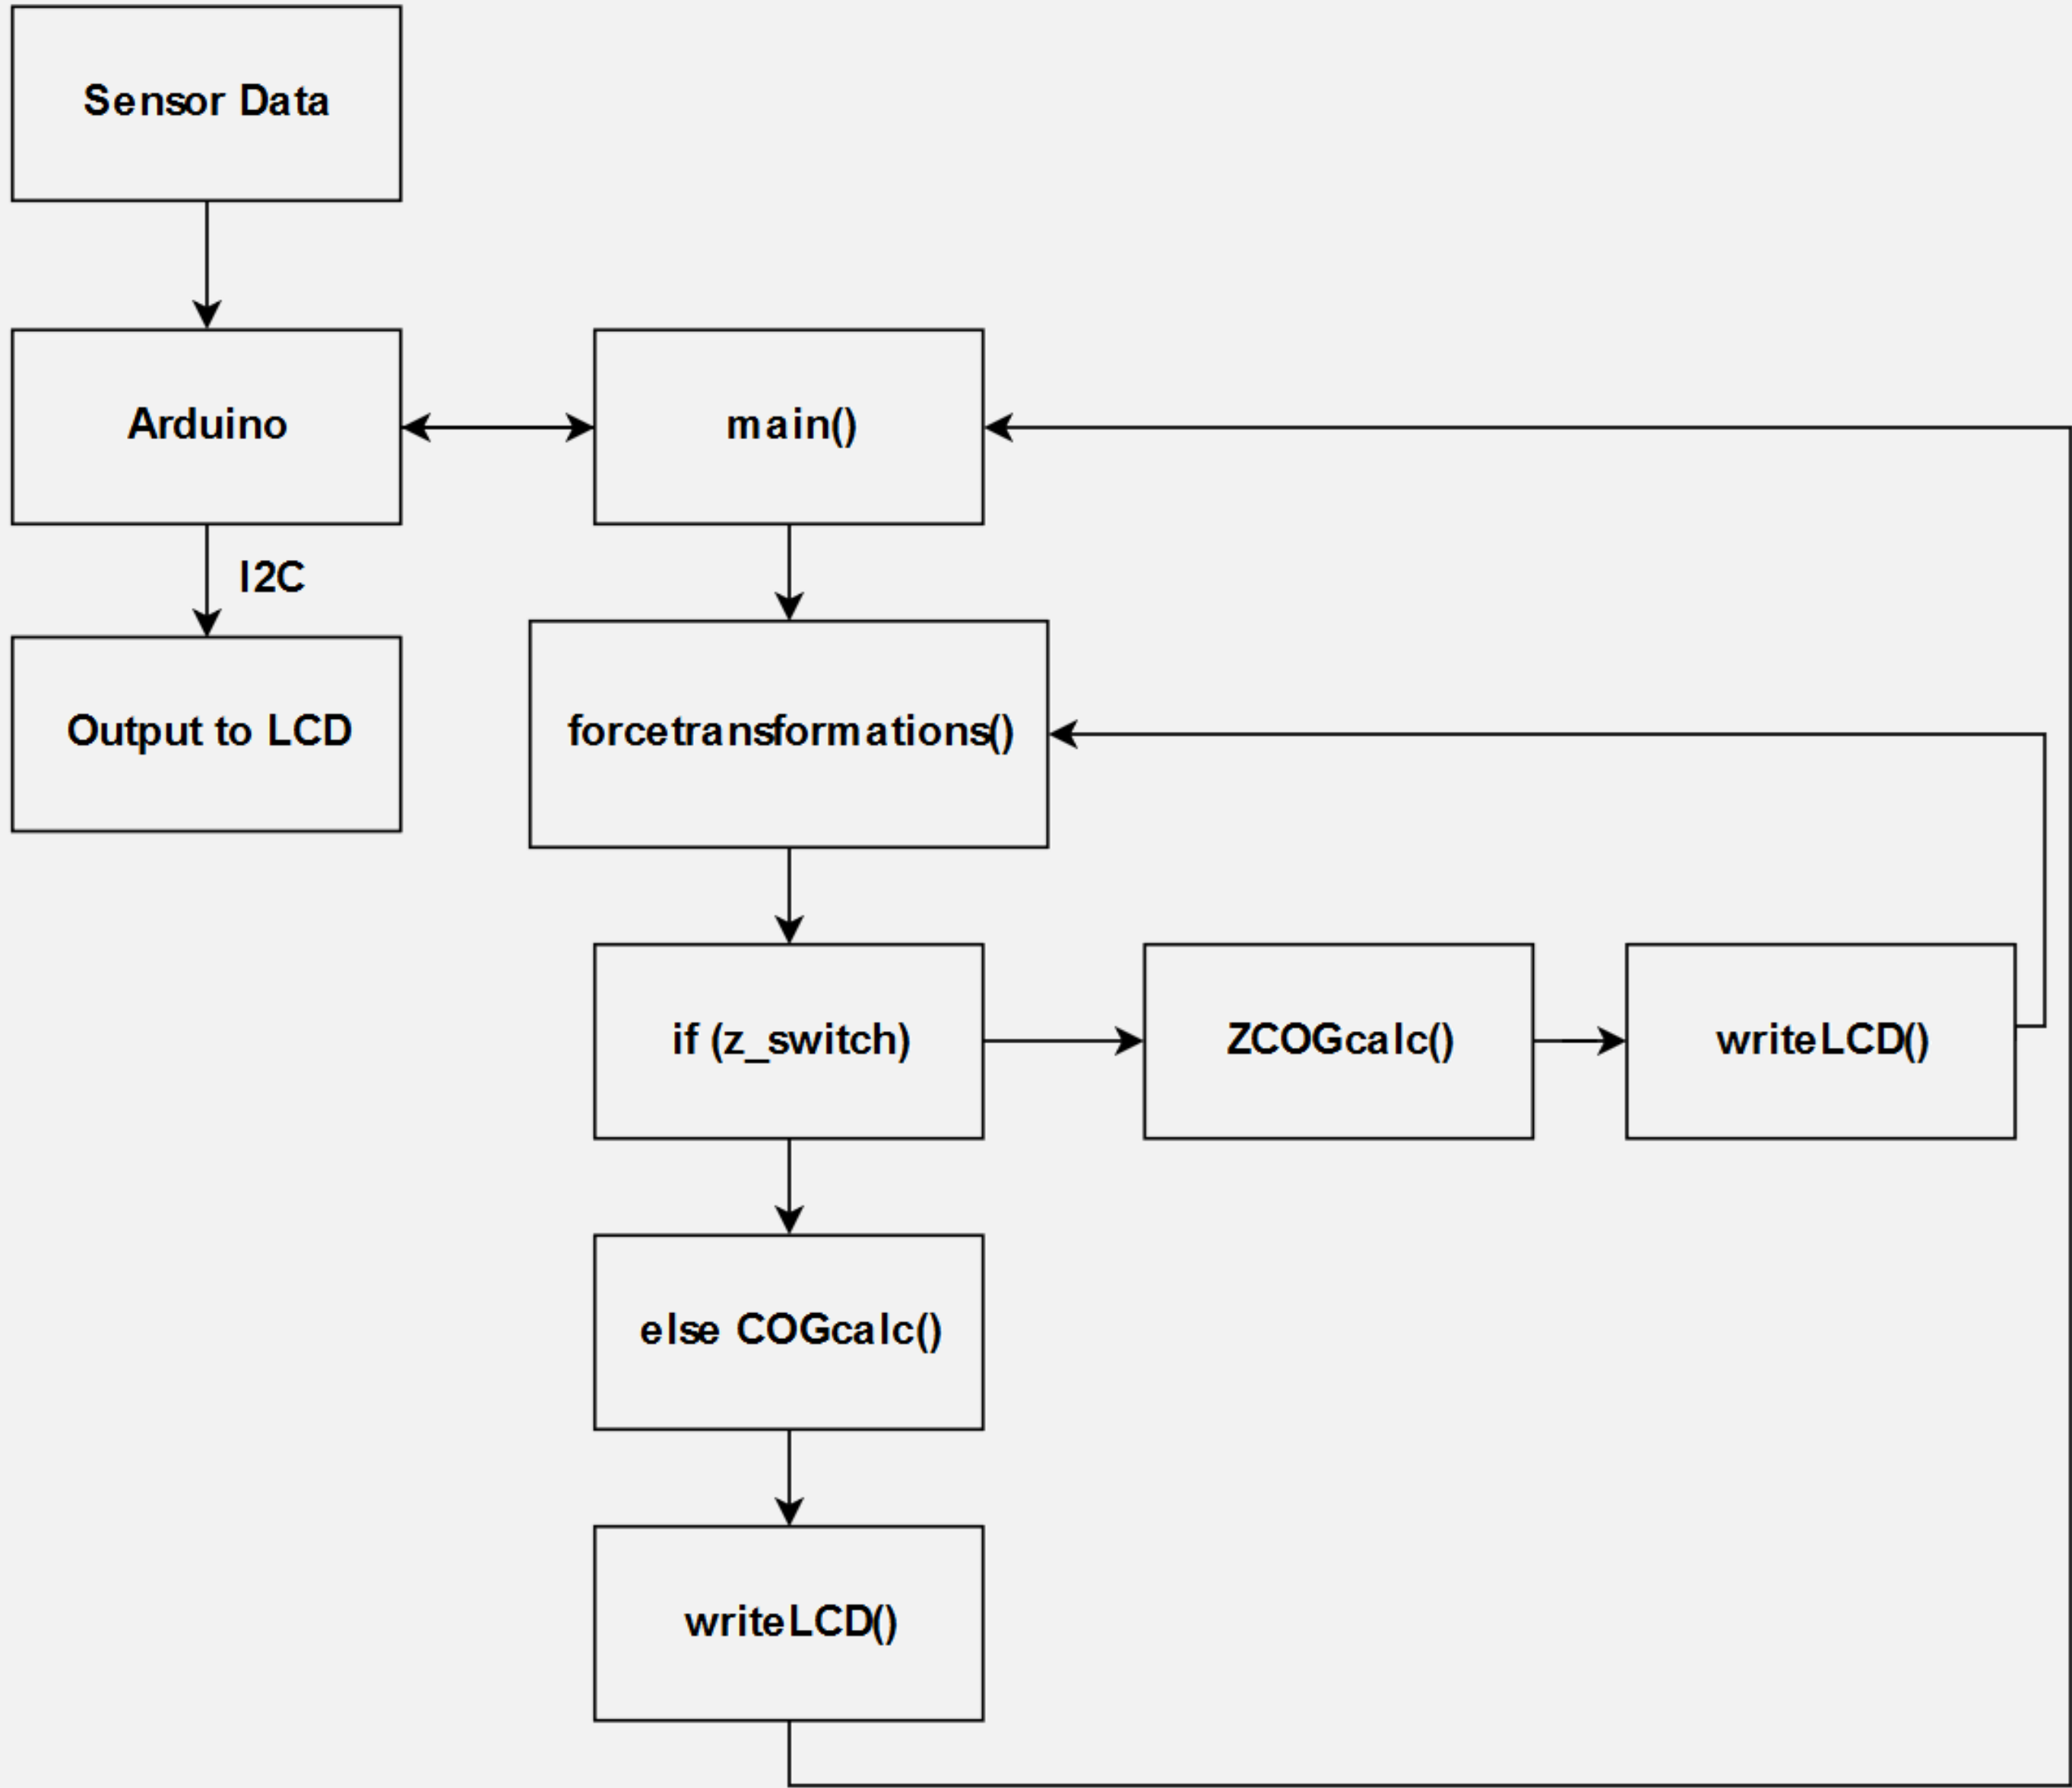 Sensor Data
Arduino
main()
I2C
Output to LCD
forcetransformations()
if (z_switch)
ZCOGcalc()
writeLCD()
else COGcalc()
writeLCD()